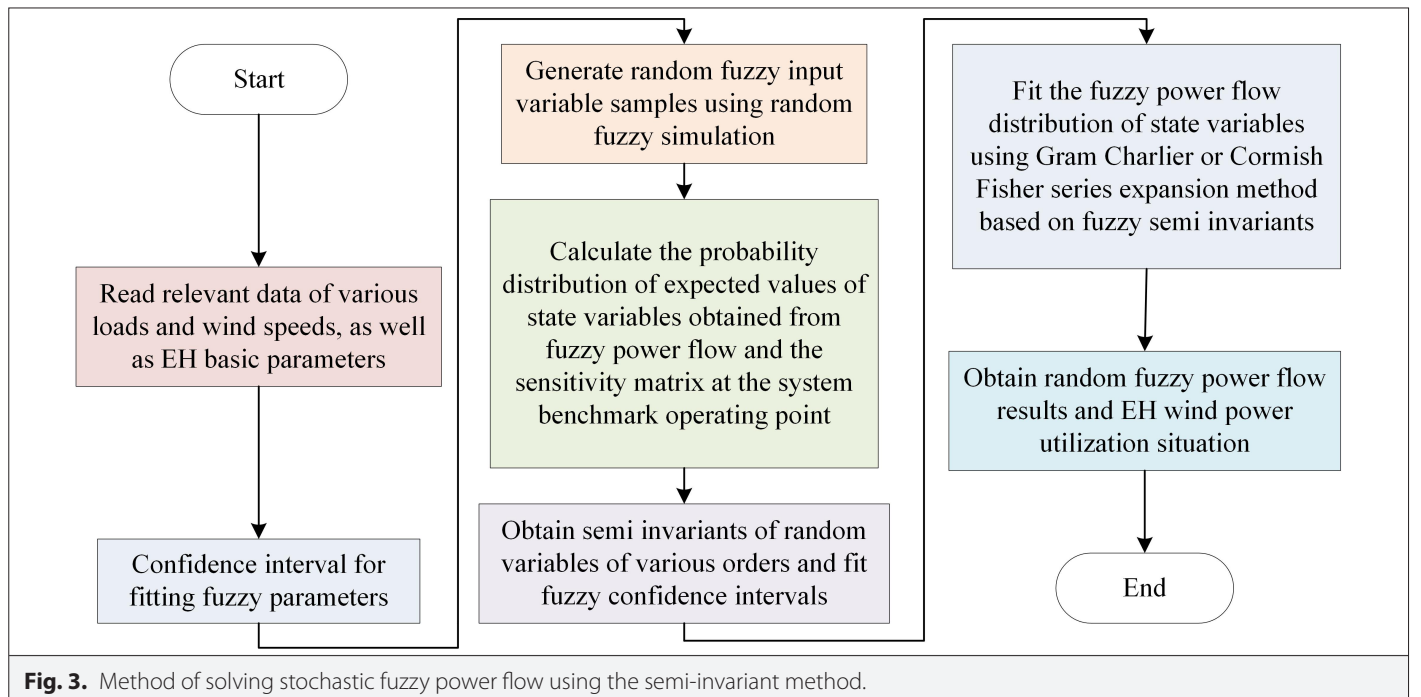 Start
Read relevant data of various
loads and wind speeds, as well
as EH basic parameters
Confidence interval for
fitting fuzzy parameters
Generate random fuzzy input
variable samples using random
fuzzy simulation
Calculate the probability
distribution of expected values of
state variables obtained from
fuzzy power flow and the
sensitivity matrix at the system
benchmark operating point
Obtain semi invariants of random
variables of various orders and fit
fuzzy confidence intervals
Fit the fuzzy power flow
distribution of state variables
using Gram Charlier or Cormish
Fisher series expansion method
based on fuzzy semi invariants
Obtain random fuzzy power flow
results and EH wind power
utilization situation
End
Fig. 3. Method of solving stochastic fuzzy power flow using the semi-invariant method.